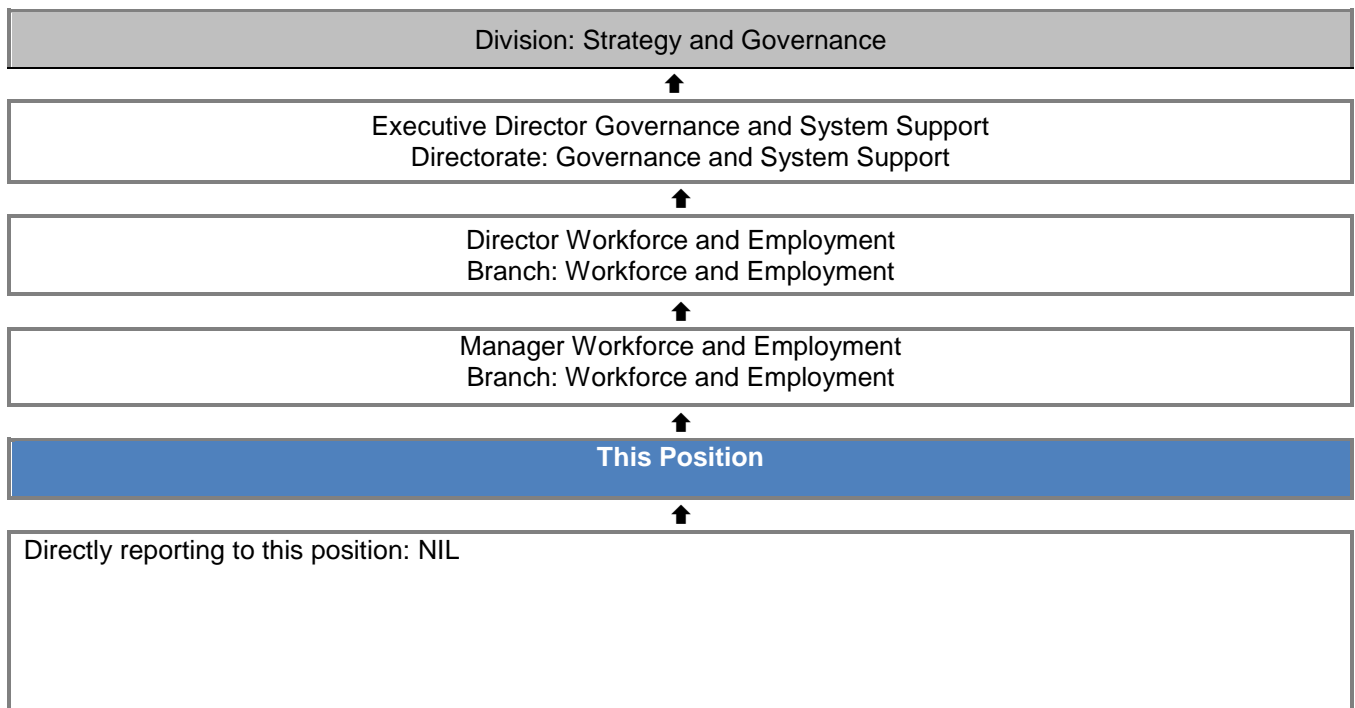 Division: Strategy and Governance
Executive Director Governance and System Support
Directorate: Governance and System Support
Director Workforce and Employment
Branch: Workforce and Employment
Manager Workforce and Employment
Branch: Workforce and Employment
This Position
Directly reporting to this position: NIL